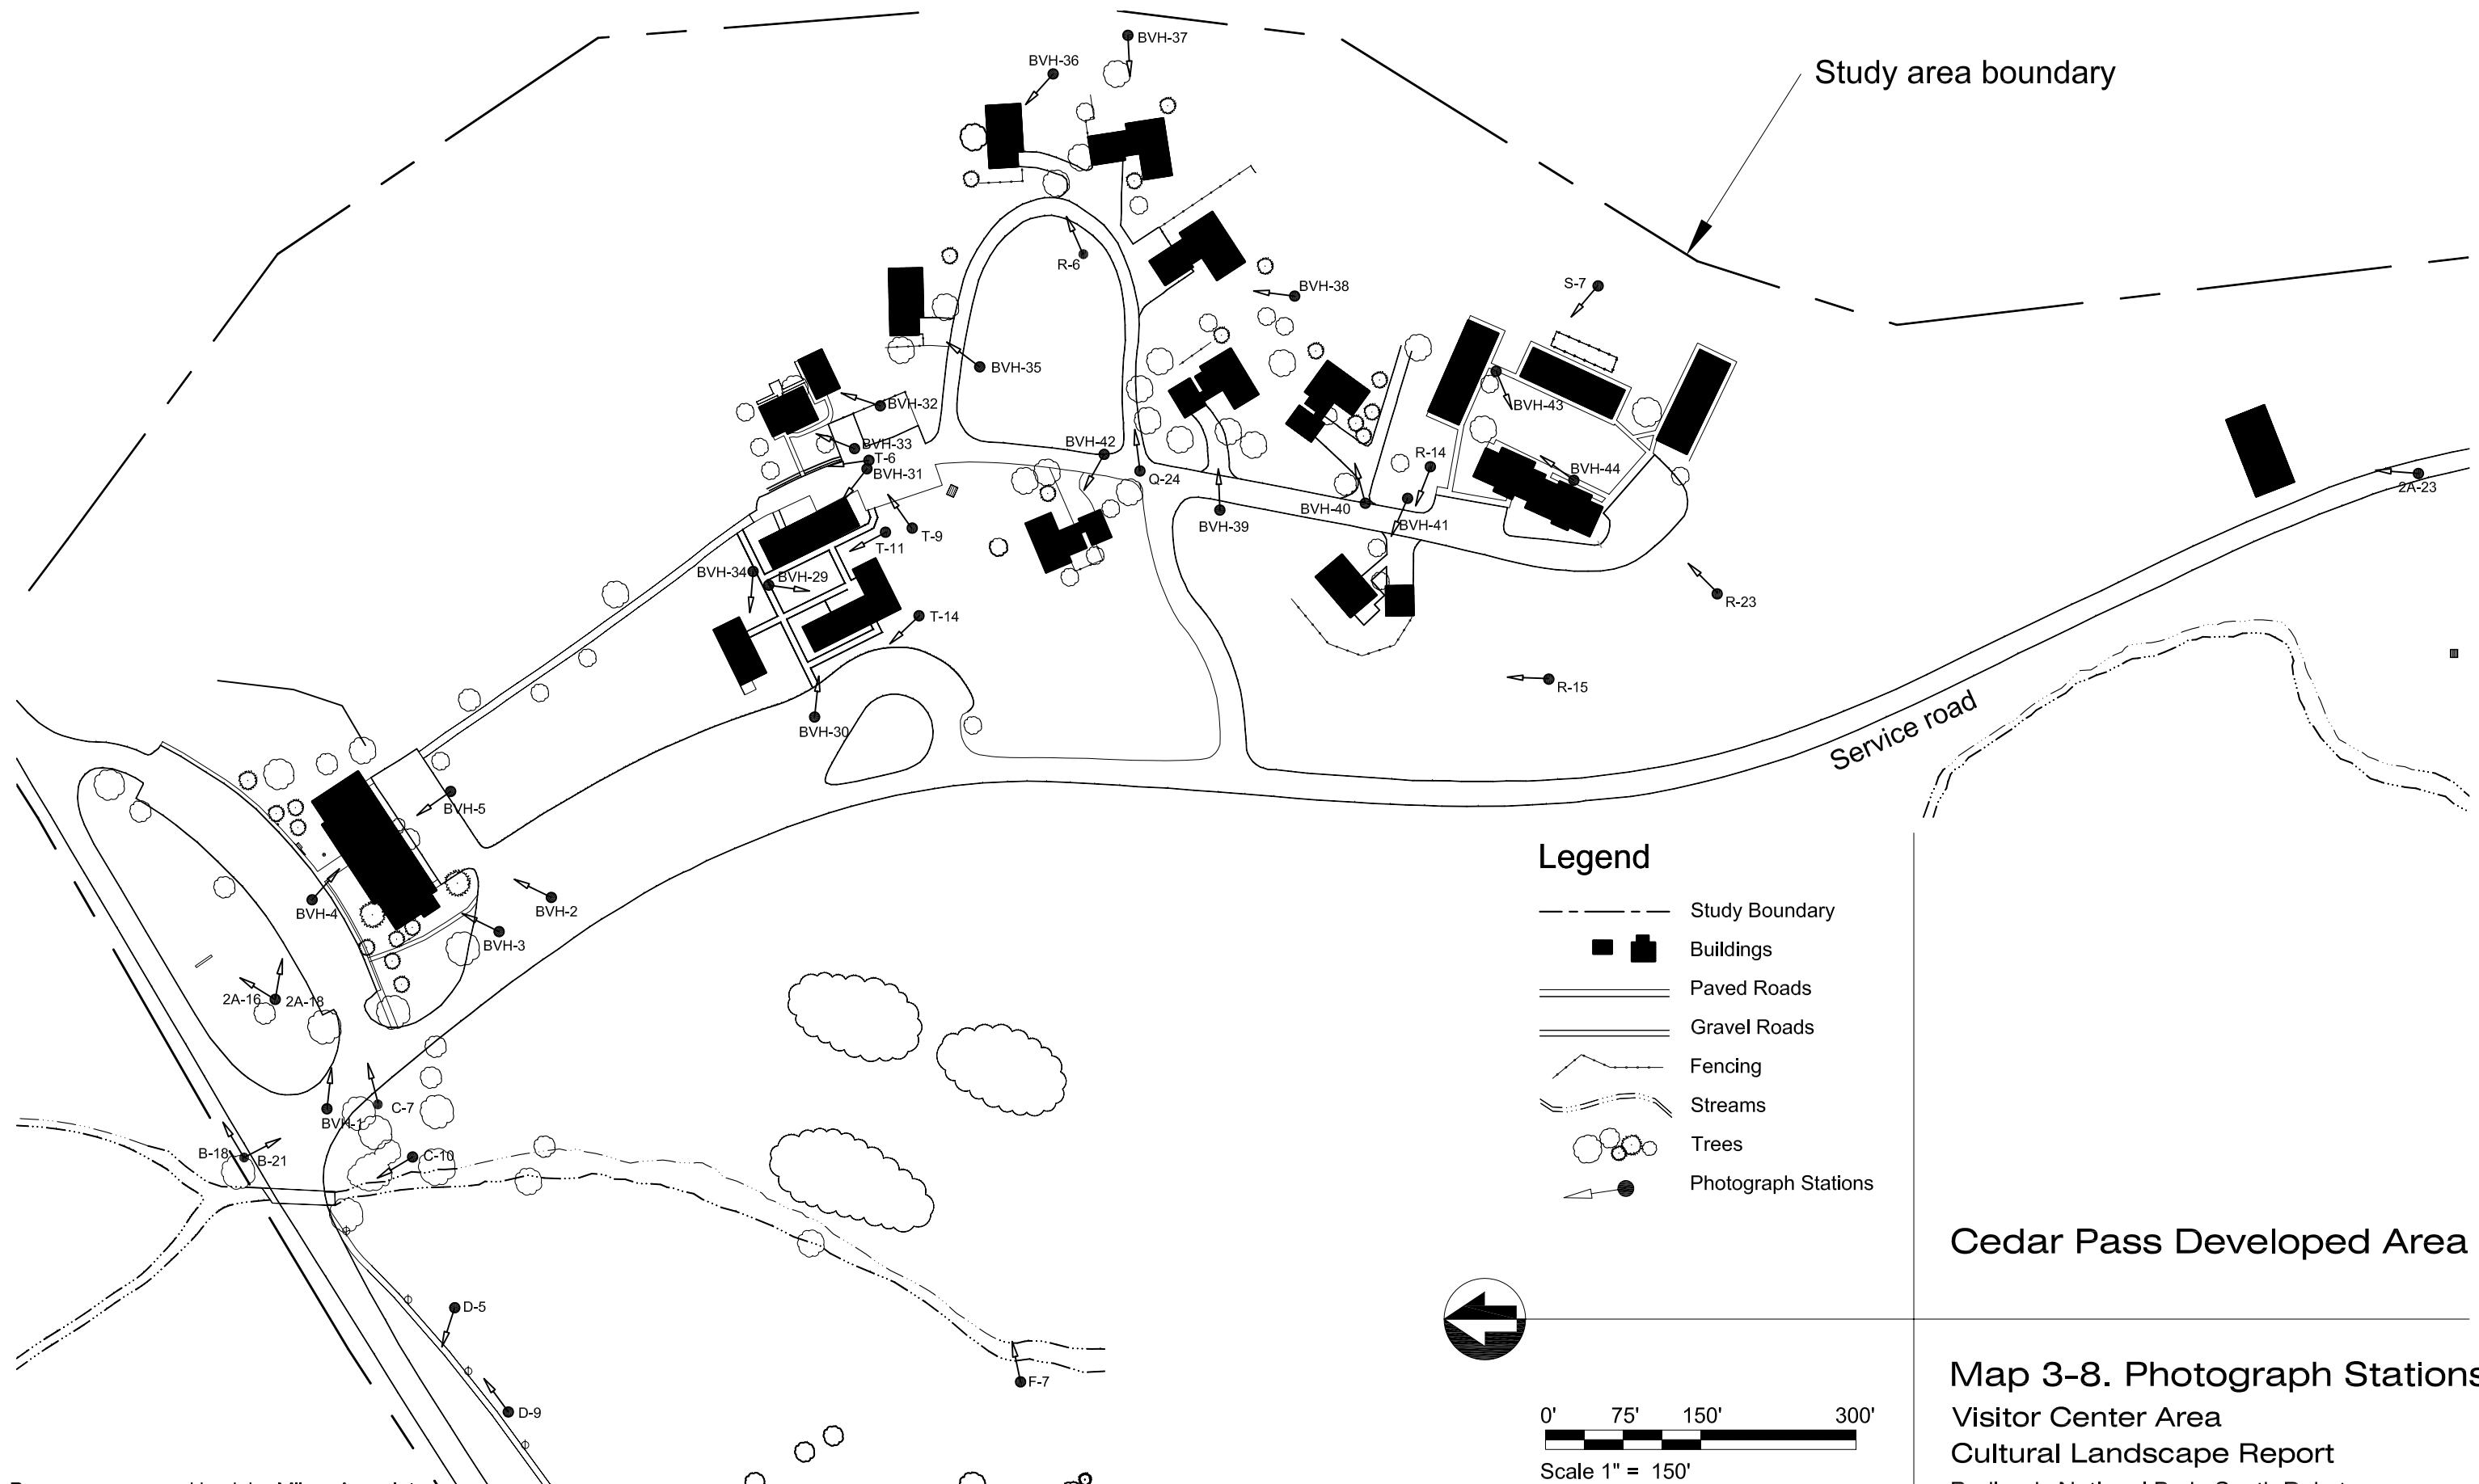 BVH-37
BVH-36
Study area boundary
R-6
BVH-38
S-7
BVH-35
BVH-32
BVH-43
BVH-42
BVH-33
T-6
R-14
BVH-31
BVH-44
Q-24
2A-23
BVH-40
BVH-39
BVH-41
T-9
T-11
BVH-34
BVH-29
R-23
T-14
R-15
BVH-30
Service road
BVH-5
Legend
BVH-4
BVH-2
Study Boundary
BVH-3
Buildings
Paved Roads
2A-16
2A-18
Gravel Roads
Fencing
C-7
Streams
BVH-1
Trees
B-18
B-21
C-10
Photograph Stations
Cedar Pass Developed Area
D-5
Map 3-8. Photograph Stations
F-7
D-9
0' 75' 150' 300'
Visitor Center Area
Cultural Landscape Report
Scale 1" = 150'